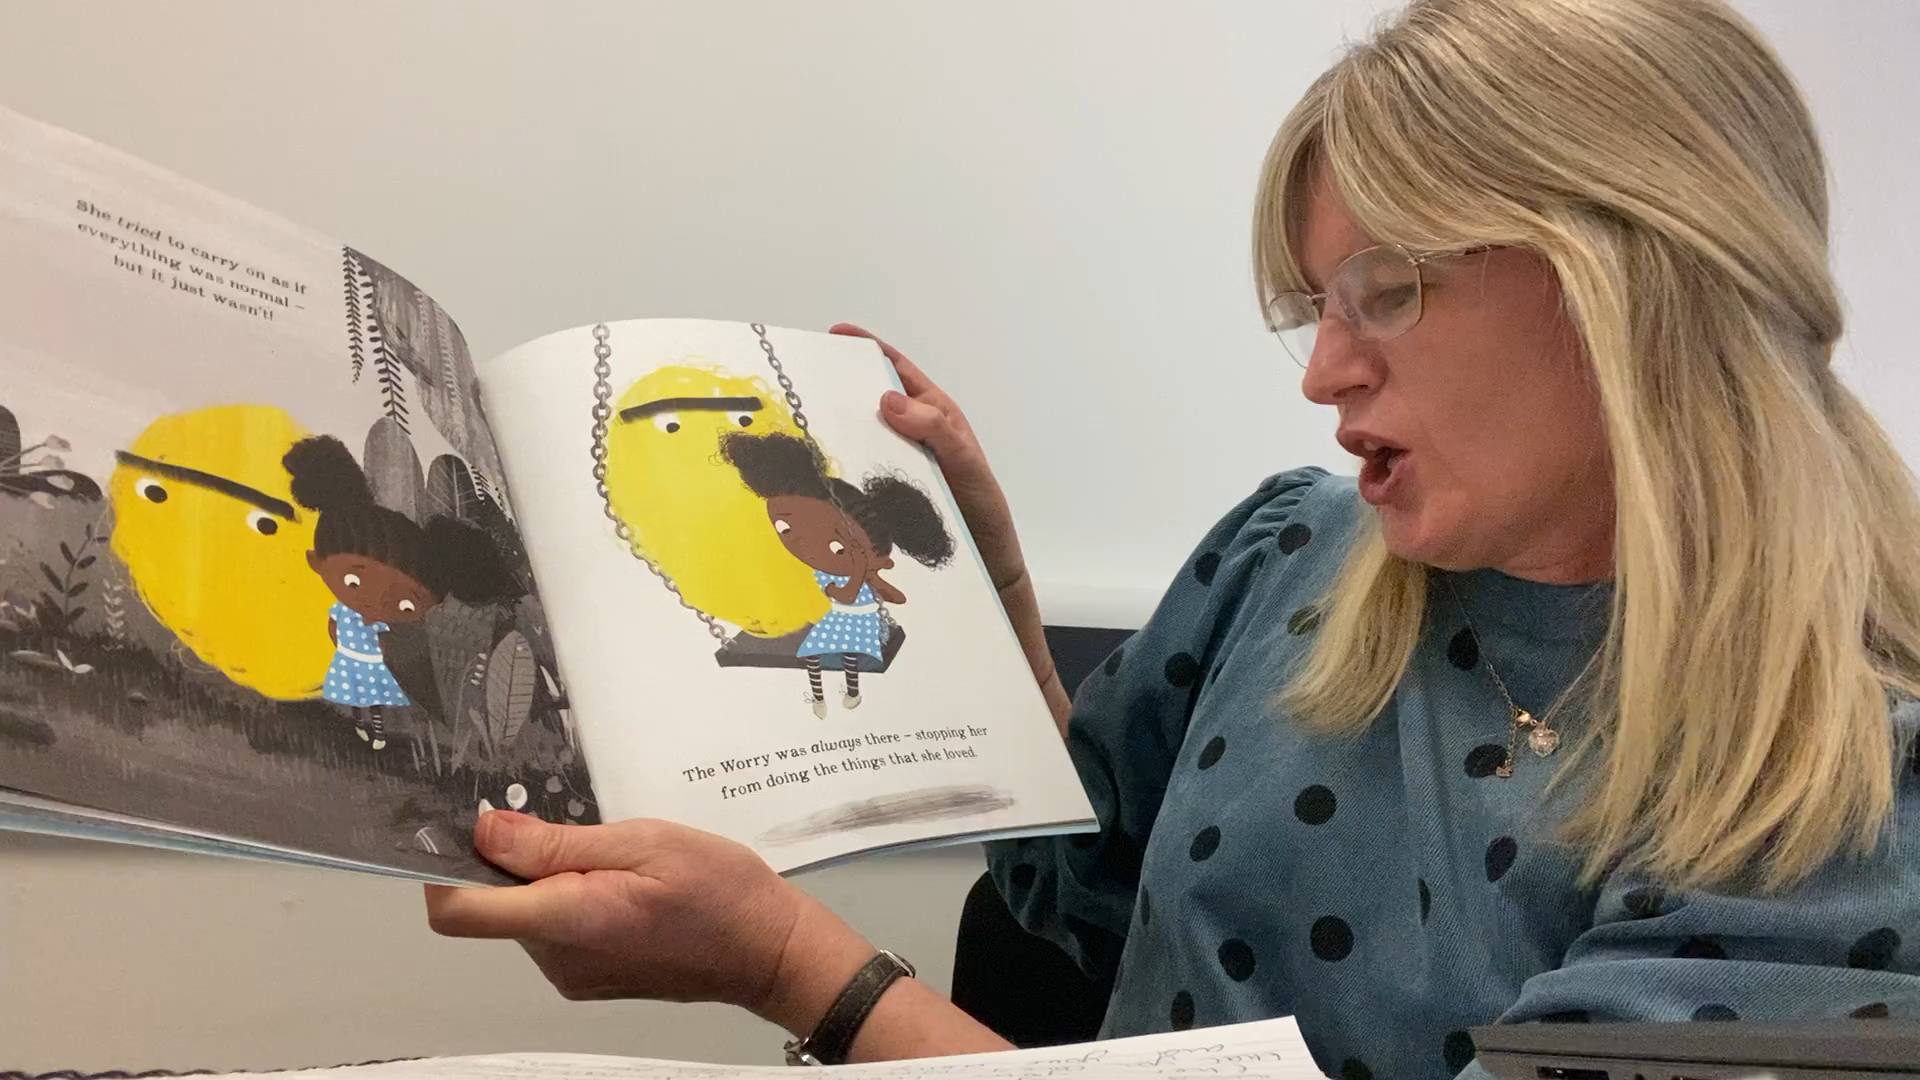 She tried to carry on as if
everything was normal –
but it just wasn't!
The Worry was always there – stopping her
from doing the things that she loved.